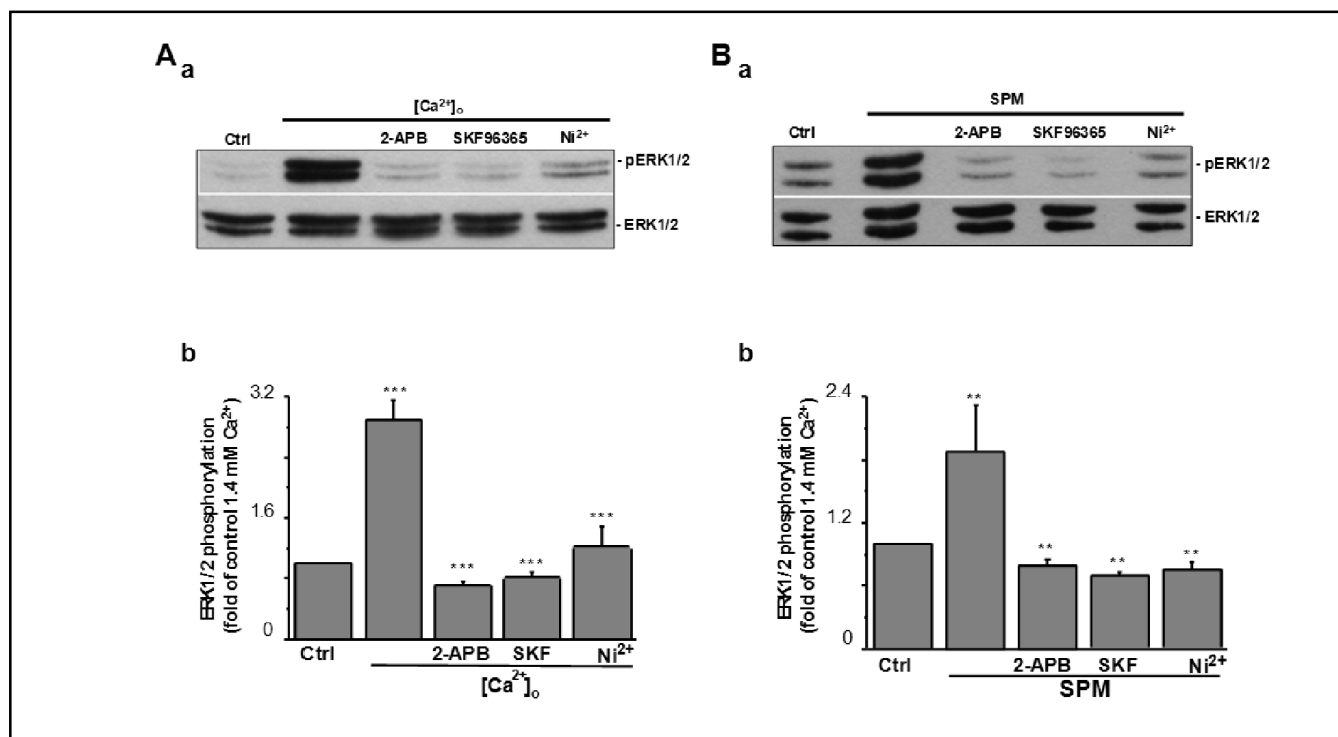 A a
[Ca²⁺]ₒ
Ctrl 2-APB SKF96365 Ni²⁺
- pERK1/2
- ERK1/2
b
ERK1/2 phosphorylation
(fold of control 1.4 mM Ca²⁺)
3.2
1.6
0
***
***
***
***
Ctrl 2-APB SKF Ni²⁺
[Ca²⁺]ₒ
B a
SPM
Ctrl 2-APB SKF96365 Ni²⁺
- pERK1/2
- ERK1/2
b
ERK1/2 phosphorylation
(fold of control 1.4 mM Ca²⁺)
2.4
1.2
0
**
**
**
**
Ctrl 2-APB SKF Ni²⁺
SPM